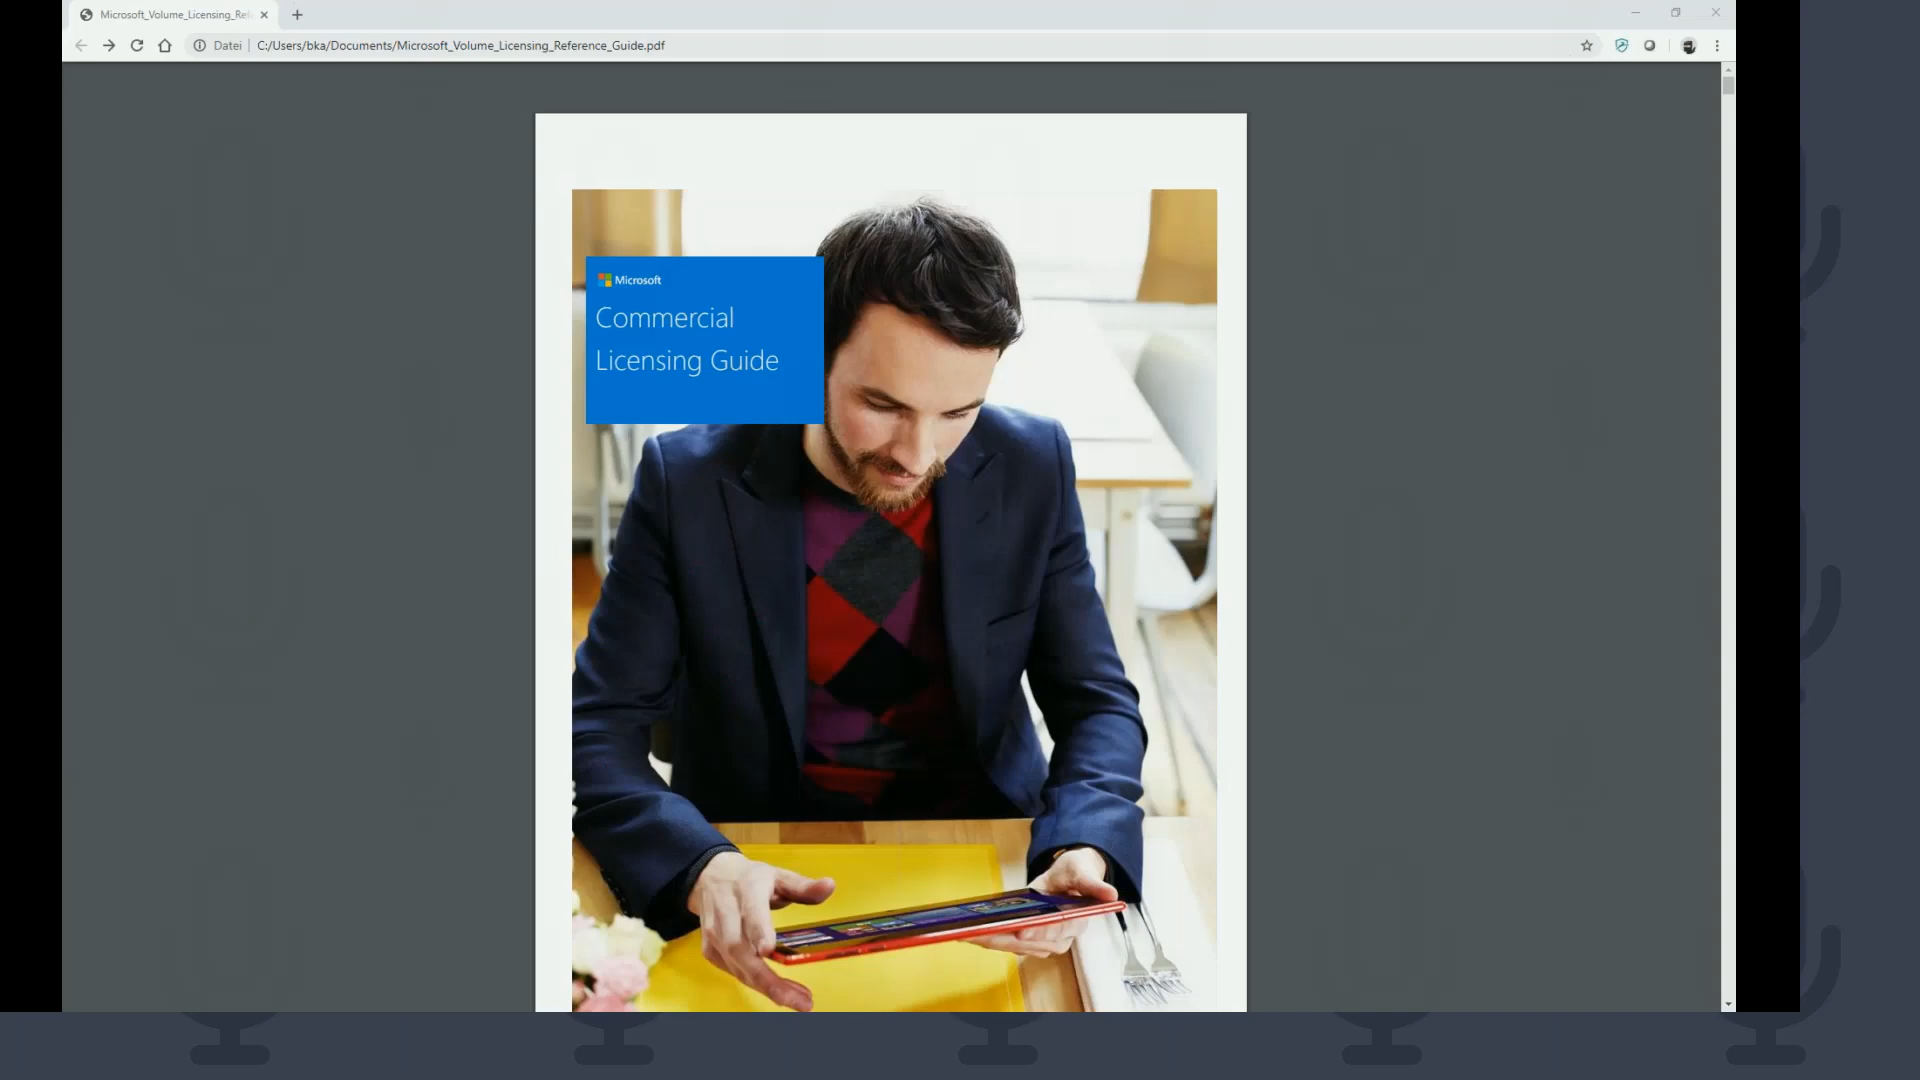 Microsoft_Volume_Licensing_Ref
Datei
C:/Users/bka/Documents/Microsoft_Volume_Licensing_Reference_Guide.pdf
Microsoft
Commercial
Licensing Guide